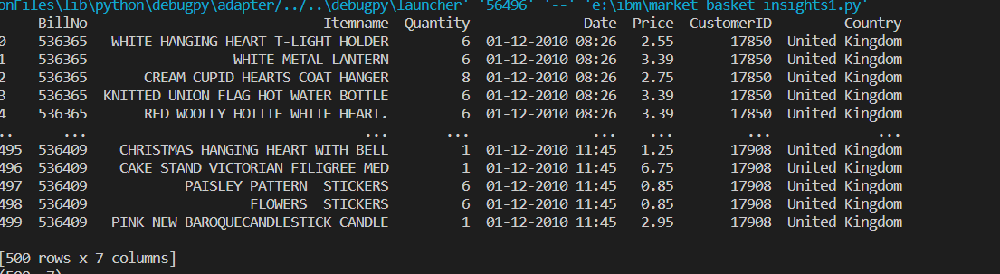 onFiles\lib\python\debugpy\adapter/../..\debugpy\launcher' '56496' '--' 'e:\ibm\market basket insights1.py'
BillNo Itemname Quantity Date Price CustomerID Country
0 536365 WHITE HANGING HEART T-LIGHT HOLDER 6 01-12-2010 08:26 2.55 17850 United Kingdom
1 536365 WHITE METAL LANTERN 6 01-12-2010 08:26 3.39 17850 United Kingdom
2 536365 CREAM CUPID HEARTS COAT HANGER 8 01-12-2010 08:26 2.75 17850 United Kingdom
3 536365 KNITTED UNION FLAG HOT WATER BOTTLE 6 01-12-2010 08:26 3.39 17850 United Kingdom
4 536365 RED WOOLLY HOTTIE WHITE HEART. 6 01-12-2010 08:26 3.39 17850 United Kingdom
.. ... ... ... ... ... ... ...
495 536409 CHRISTMAS HANGING HEART WITH BELL 1 01-12-2010 11:45 1.25 17908 United Kingdom
496 536409 CAKE STAND VICTORIAN FILIGREE MED 1 01-12-2010 11:45 6.75 17908 United Kingdom
497 536409 PAISLEY PATTERN  STICKERS 6 01-12-2010 11:45 0.85 17908 United Kingdom
498 536409 FLOWERS  STICKERS 6 01-12-2010 11:45 0.85 17908 United Kingdom
499 536409 PINK NEW BAROQUECANDLESTICK CANDLE 1 01-12-2010 11:45 2.95 17908 United Kingdom
[500 rows x 7 columns]
(500, 7)